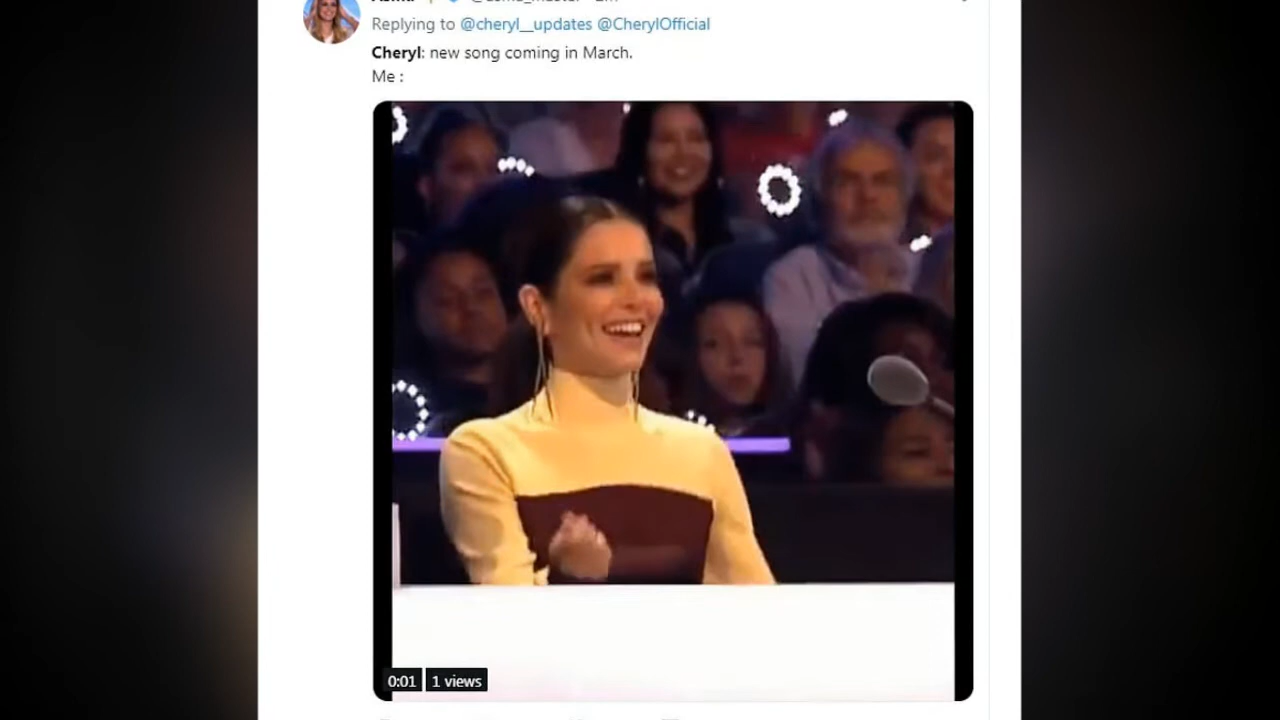 Replying to @cheryl__updates @CherylOfficial
Cheryl: new song coming in March.
Me :
0:01 1 views